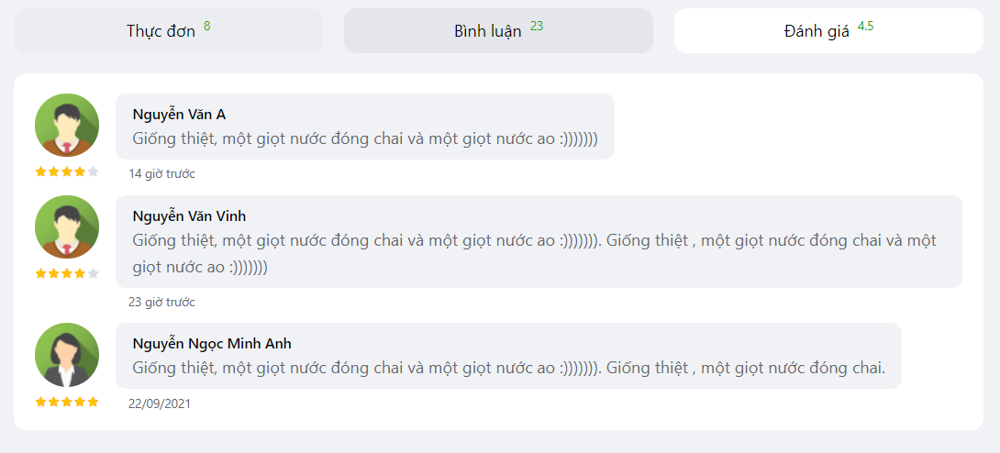 Thực đơn 8
Bình luận 23
Đánh giá 4.5
Nguyễn Văn A
Giống thiệt, một giọt nước đóng chai và một giọt nước ao :)))))))
14 giờ trước
Nguyễn Văn Vinh
Giống thiệt, một giọt nước đóng chai và một giọt nước ao :))))))). Giống thiệt , một giọt nước đóng chai và một
giọt nước ao :)))))))
23 giờ trước
Nguyễn Ngọc Minh Anh
Giống thiệt, một giọt nước đóng chai và một giọt nước ao :))))))). Giống thiệt , một giọt nước đóng chai.
22/09/2021